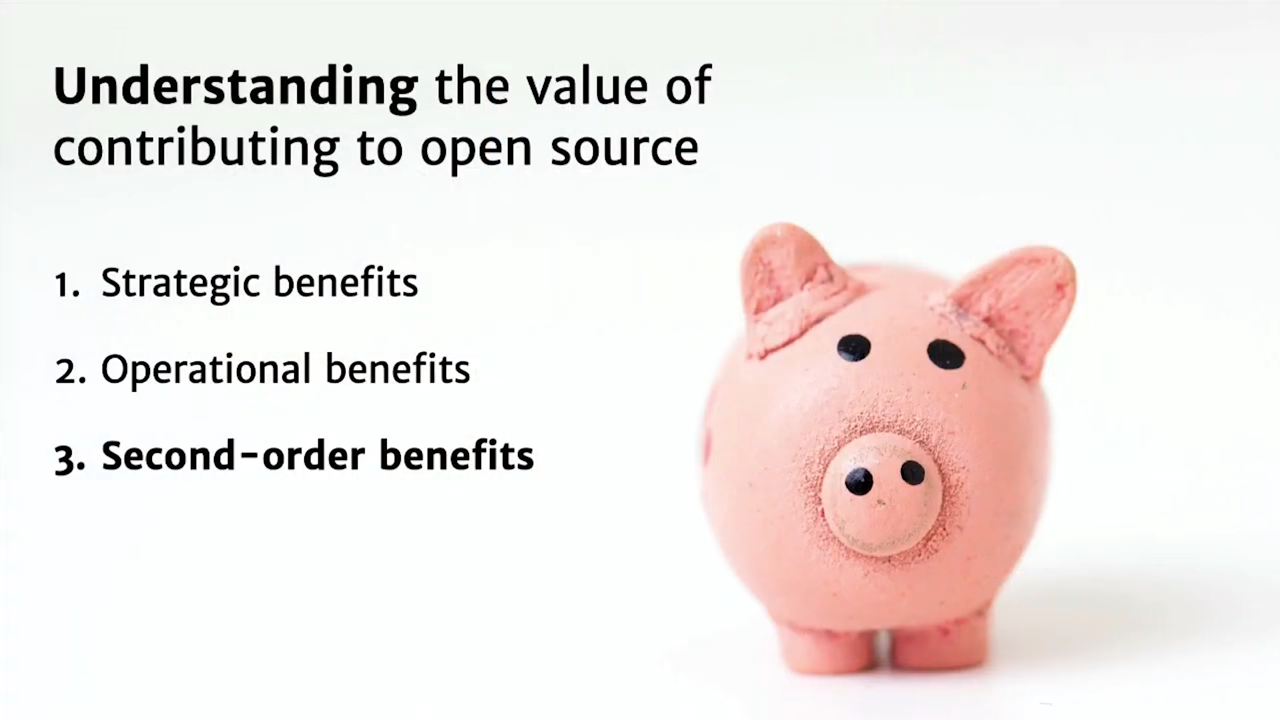 Understanding the value of
contributing to open source
1. Strategic benefits
2. Operational benefits
3. Second-order benefits